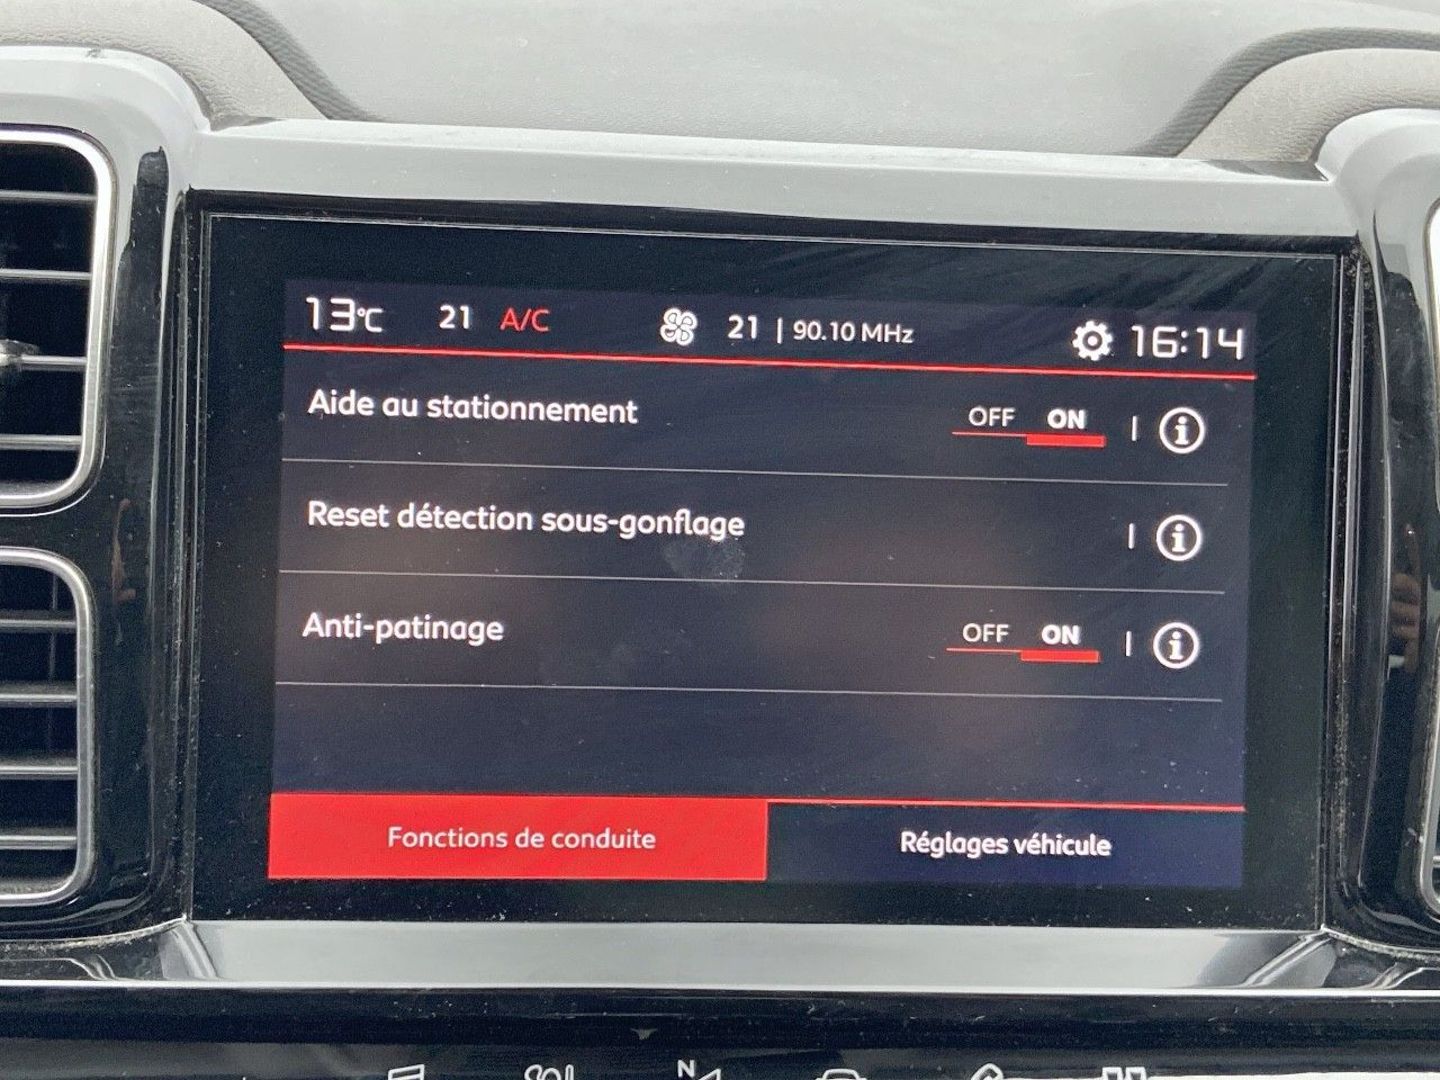 13°C 21 A/C 21 | 90.10 MHz 16:14
Aide au stationnement OFF ON
Reset détection sous-gonflage
Anti-patinage OFF ON
Fonctions de conduite Réglages véhicule
N